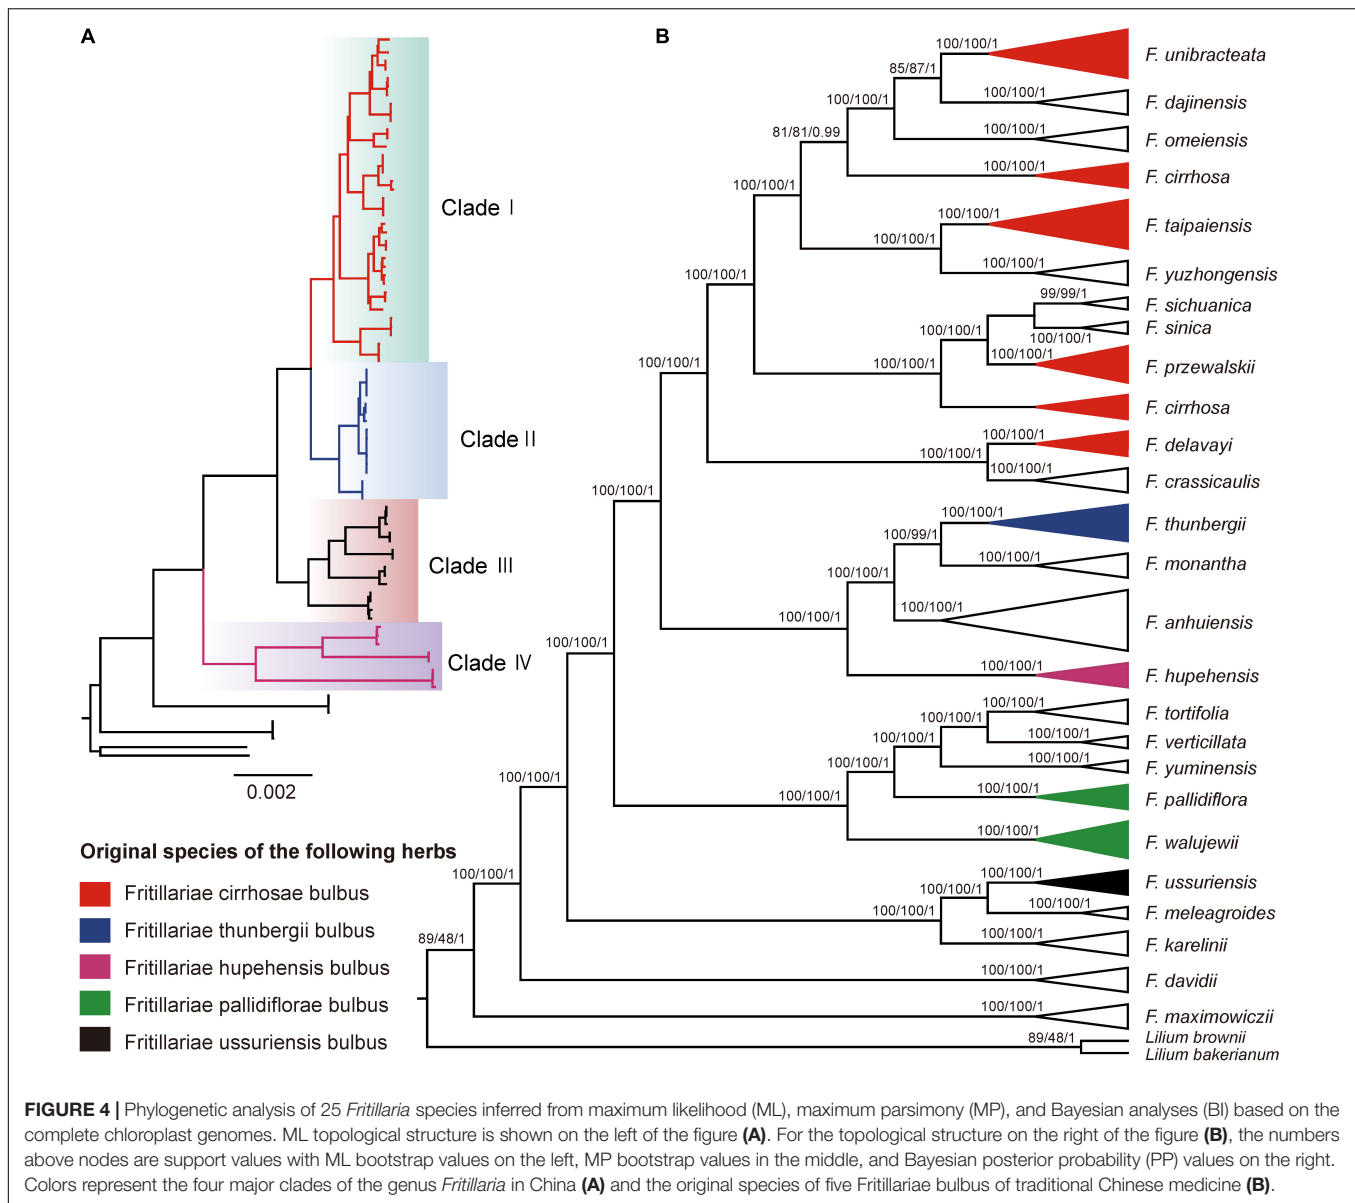 A
Clade I
Clade II
Clade III
Clade IV
0.002
Original species of the following herbs
Fritillariae cirrhosae bulbus
Fritillariae thunbergii bulbus
Fritillariae hupehensis bulbus
Fritillariae pallidiflorae bulbus
Fritillariae ussuriensis bulbus
B
100/100/1
F. unibracteata
85/87/1
100/100/1
F. dajinensis
100/100/1
100/100/1
F. omeiensis
81/81/0.99
100/100/1
F. cirrhosa
100/100/1
100/100/1
F. taipaiensis
100/100/1
100/100/1
F. yuzhongensis
100/100/1
99/99/1
F. sichuanica
100/100/1
F. sinica
100/100/1
100/100/1
F. przewalskii
100/100/1
100/100/1
F. cirrhosa
100/100/1
F. delavayi
100/100/1
100/100/1
F. crassicaulis
100/100/1
100/100/1
F. thunbergii
100/99/1
100/100/1
F. monantha
100/100/1
100/100/1
F. anhuiensis
100/100/1
100/100/1
F. hupehensis
100/100/1
100/100/1
F. tortifolia
100/100/1
100/100/1
F. verticillata
100/100/1
100/100/1
F. yuminensis
100/100/1
100/100/1
F. pallidiflora
100/100/1
F. walujewii
100/100/1
100/100/1
F. ussuriensis
100/100/1
100/100/1
F. meleagroides
100/100/1
100/100/1
F. karelinii
100/100/1
100/100/1
F. davidii
89/48/1
100/100/1
F. maximowiczii
89/48/1
Lilium brownii
Lilium bakerianum
FIGURE 4 | Phylogenetic analysis of 25 Fritillaria species inferred from maximum likelihood (ML), maximum parsimony (MP), and Bayesian analyses (BI) based on the
complete chloroplast genomes. ML topological structure is shown on the left of the figure (A). For the topological structure on the right of the figure (B), the numbers
above nodes are support values with ML bootstrap values on the left, MP bootstrap values in the middle, and Bayesian posterior probability (PP) values on the right.
Colors represent the four major clades of the genus Fritillaria in China (A) and the original species of five Fritillariae bulbus of traditional Chinese medicine (B).